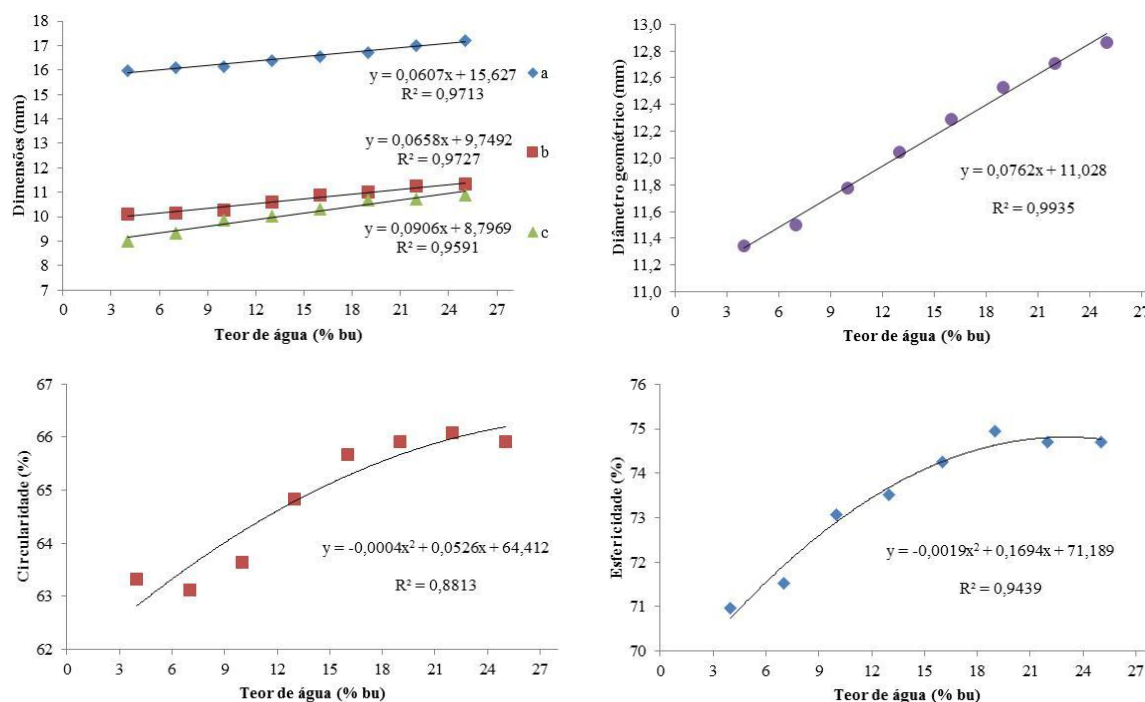 18
17
16
15
14
13
12
11
10
9
8
7
Dimensões (mm)
y = 0,0607x + 15,627
R² = 0,9713
a
y = 0,0658x + 9,7492
R² = 0,9727
b
y = 0,0906x + 8,7969
R² = 0,9591
c
0 3 6 9 12 15 18 21 24 27
Teor de água (% bu)
13,0
12,8
12,6
12,4
12,2
12,0
11,8
11,6
11,4
11,2
11,0
Diâmetro geométrico (mm)
y = 0,0762x + 11,028
R² = 0,9935
0 3 6 9 12 15 18 21 24 27
Teor de água (% bu)
67
66
65
64
63
62
Circularidade (%)
y = -0,0004x² + 0,0526x + 64,412
R² = 0,8813
0 3 6 9 12 15 18 21 24 27
Teor de água (% bu)
76
75
74
73
72
71
70
Esfericidade (%)
y = -0,0019x² + 0,1694x + 71,189
R² = 0,9439
0 3 6 9 12 15 18 21 24 27
Teor de água (% bu)